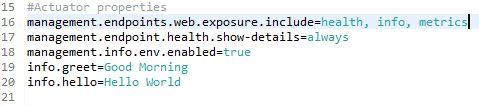 15 #Actuator properties
16 management.endpoints.web.exposure.include=health, info, metrics
17 management.endpoint.health.show-details=always
18 management.info.env.enabled=true
19 info.greet=Good Morning
20 info.hello=Hello World
21